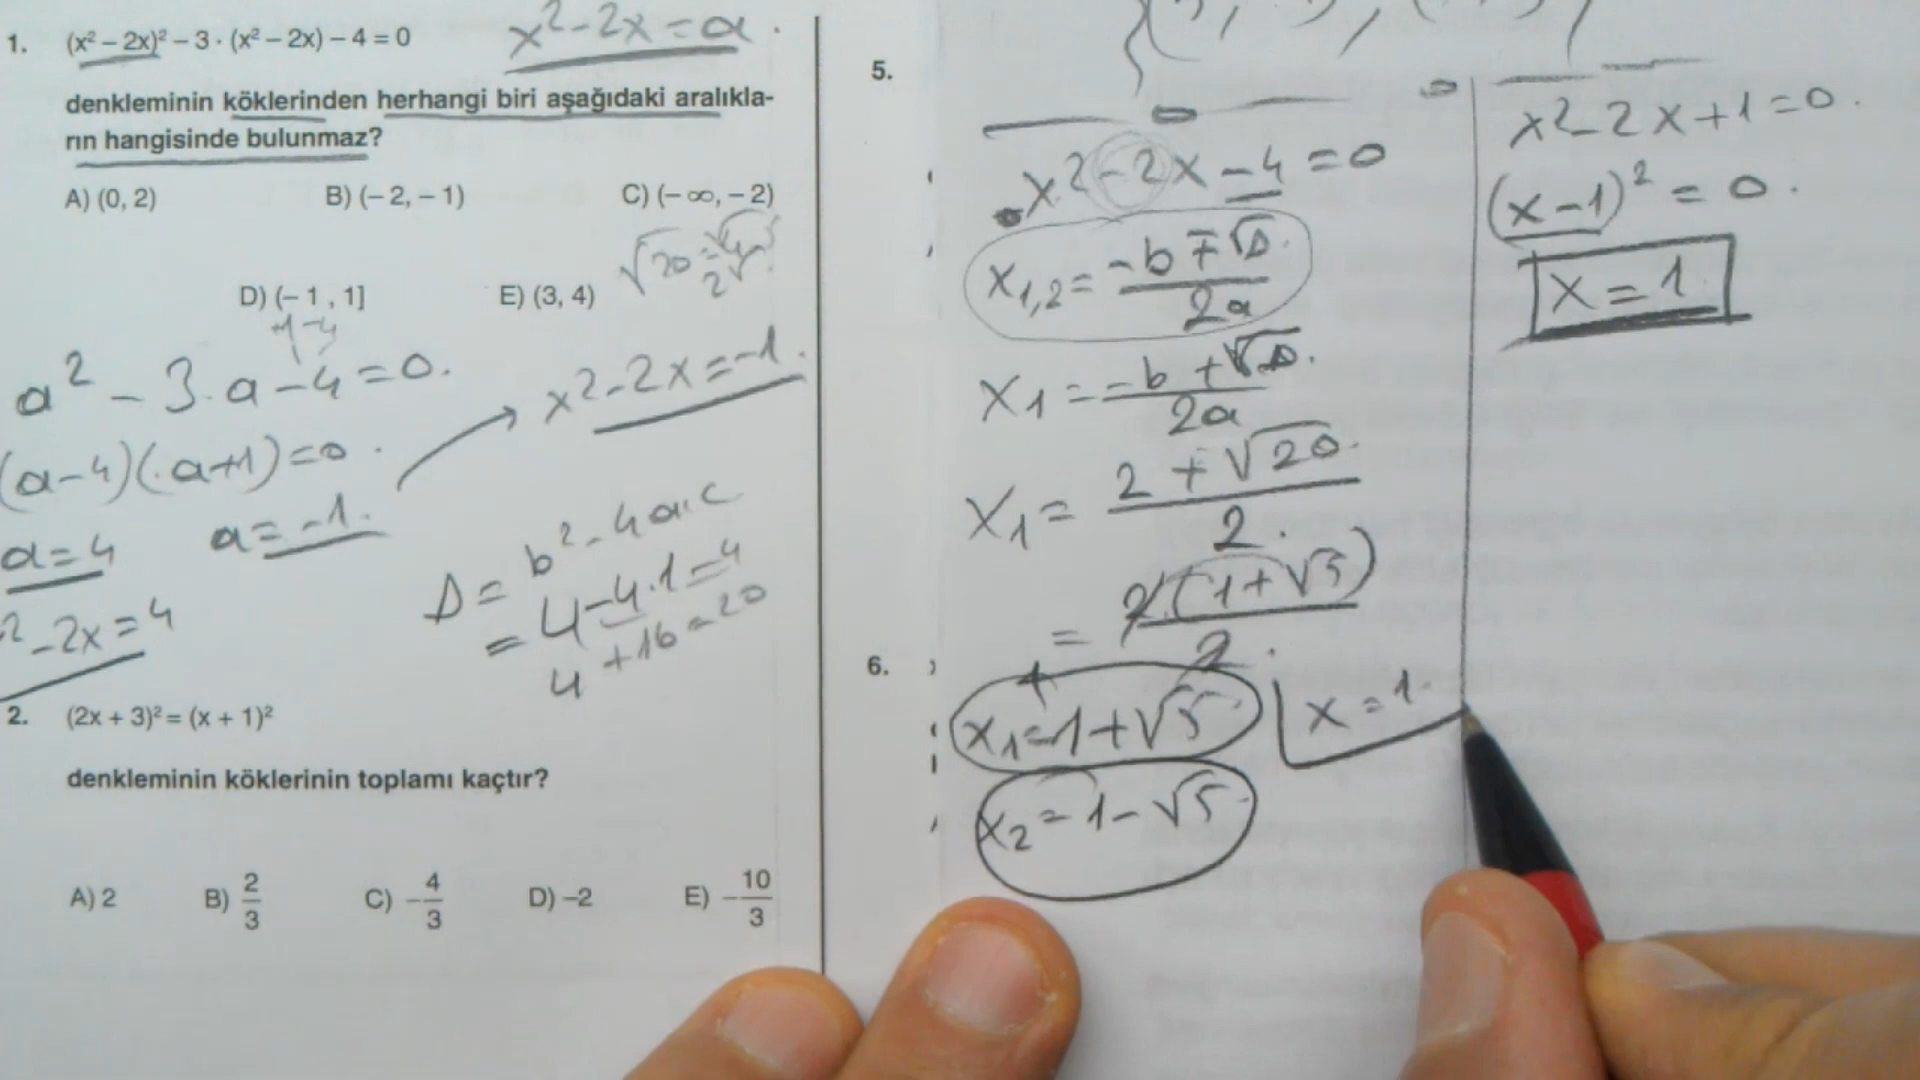 1. (x² – 2x)² – 3 · (x² – 2x) – 4 = 0
x²-2x=a.
denkleminin köklerinden herhangi biri aşağıdaki aralıkla-
rın hangisinde bulunmaz?
A) (0, 2) B) (– 2, – 1) C) (– ∞, – 2)
D) (– 1 , 1] E) (3, 4)
+1 -4
a² - 3.a-4=0.
(a-4)(.a+1)=0.
a=4 a=-1.
x²-2x=-1.
²-2x=4
Δ= b²-4a.c
= 4-4.1=4
4+16=20
2. (2x + 3)² = (x + 1)²
denkleminin köklerinin toplamı kaçtır?
A) 2 B) 2/3 C) –4/3 D) –2 E) –10/3
5.
x²-2x-4=0
x1,2= -b∓√Δ / 2a
x1= -b+√Δ. / 2a
x1= 2+√20. / 2.
= 2.(1+√5) / 2.
6.
x1=1+√5
x=1.
x2=1-√5
x²-2x+1=0.
(x-1)²=0.
x=1